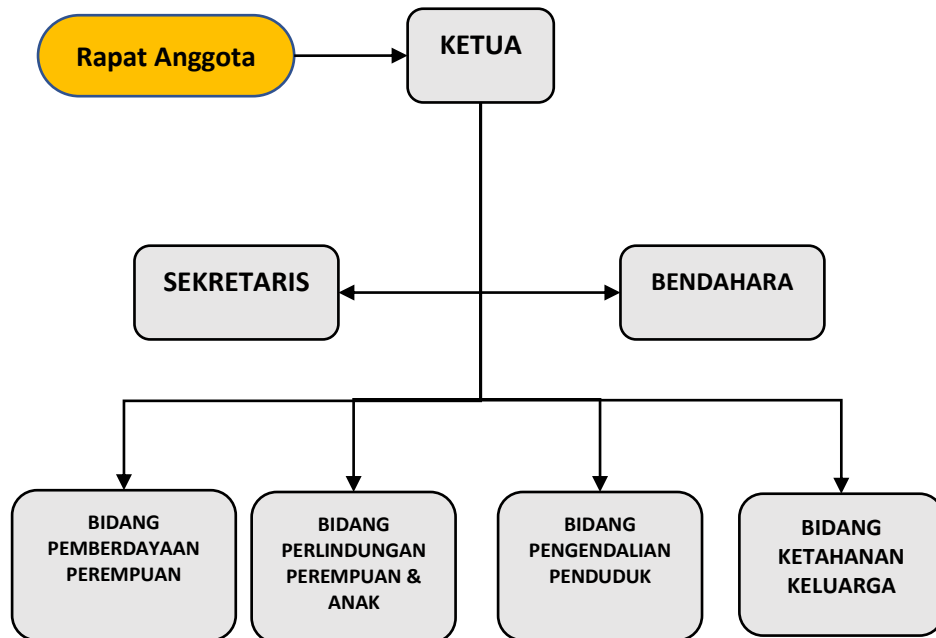 Rapat Anggota
KETUA
SEKRETARIS
BENDAHARA
BIDANG
PEMBERDAYAAN
PEREMPUAN
BIDANG
PERLINDUNGAN
PEREMPUAN &
ANAK
BIDANG
PENGENDALIAN
PENDUDUK
BIDANG
KETAHANAN
KELUARGA